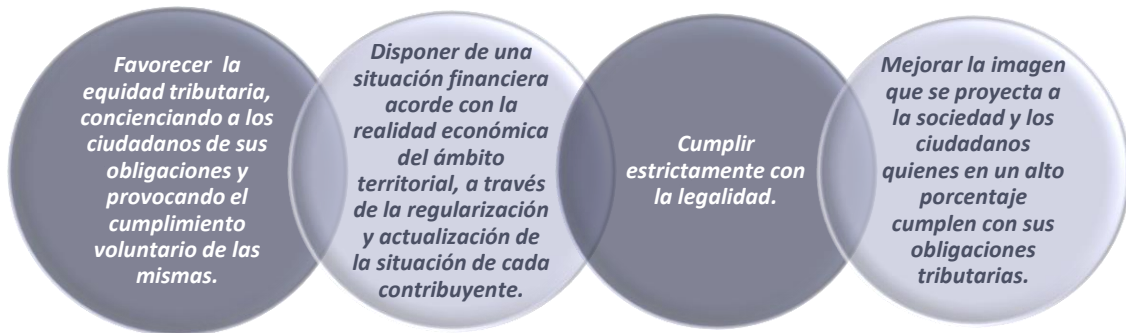 Favorecer la
equidad tributaria,
concienciando a los
ciudadanos de sus
obligaciones y
provocando el
cumplimiento
voluntario de las
mismas.
Disponer de una
situación financiera
acorde con la
realidad económica
del ámbito
territorial, a través
de la regularización
y actualización de
la situación de cada
contribuyente.
Cumplir
estrictamente con
la legalidad.
Mejorar la imagen
que se proyecta a
la sociedad y los
ciudadanos
quienes en un alto
porcentaje
cumplen con sus
obligaciones
tributarias.